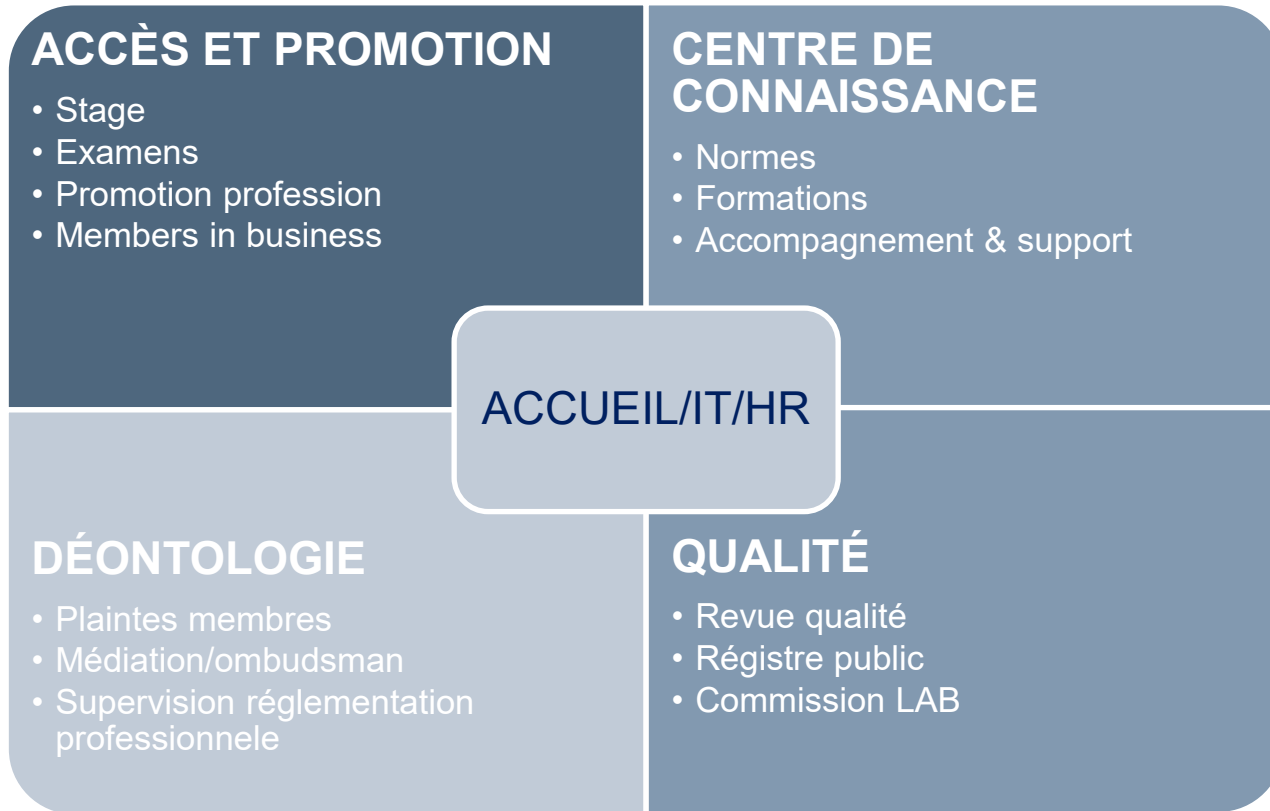 ACCÈS ET PROMOTION
• Stage
• Examens
• Promotion profession
• Members in business
CENTRE DE
CONNAISSANCE
• Normes
• Formations
• Accompagnement & support
ACCUEIL/IT/HR
DÉONTOLOGIE
• Plaintes membres
• Médiation/ombudsman
• Supervision réglementation
professionnele
QUALITÉ
• Revue qualité
• Régistre public
• Commission LAB